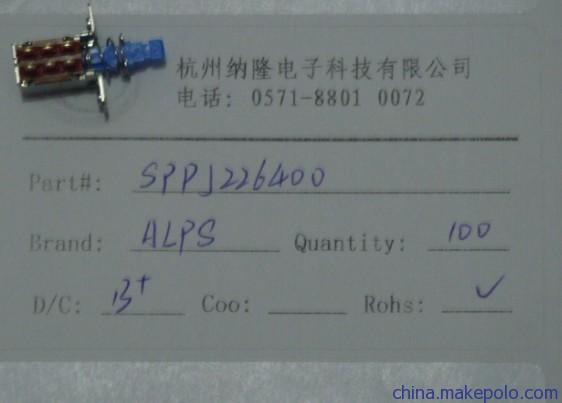 杭州纳隆电子科技有限公司
电话: 0571-8801 0072
Part#: SPPJ226400
Brand: ALPS Quantity: 100
D/C: 13+ Coo: Rohs: ✓
china.makepolo.com